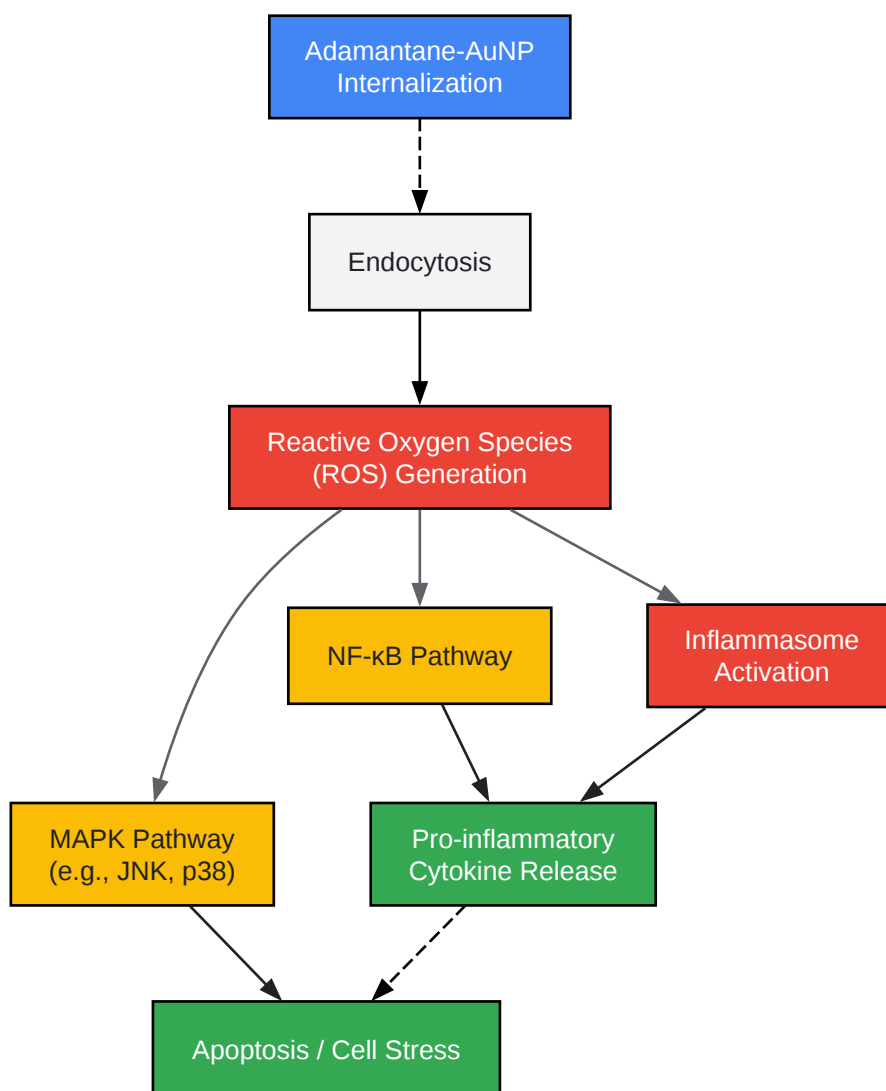 Adamantane-AuNP
Internalization
Endocytosis
Reactive Oxygen Species
(ROS) Generation
NF-κB Pathway
Inflammasome
Activation
MAPK Pathway
(e.g., JNK, p38)
Pro-inflammatory
Cytokine Release
Apoptosis / Cell Stress